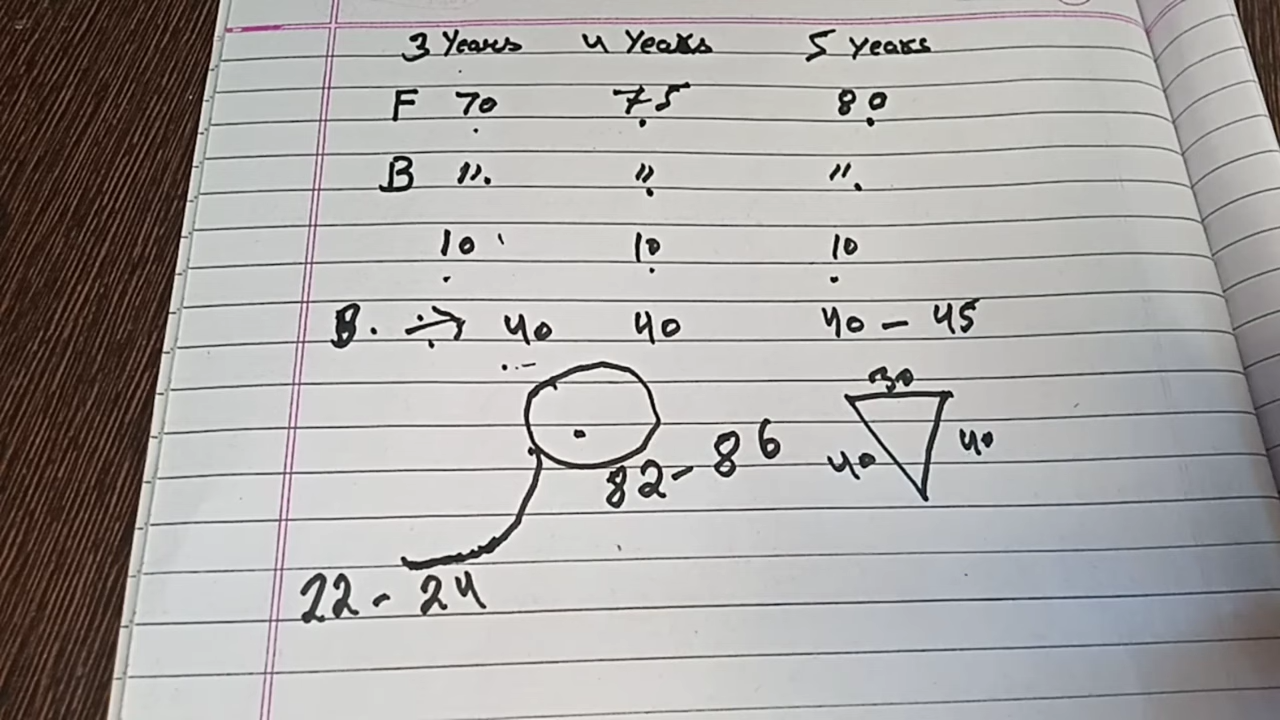 3 Years 4 Years 5 Years
F 70 75 80
B " " "
10 10 10
B. → 40 40 40 - 45
30
82 - 86 40 40
22 - 24